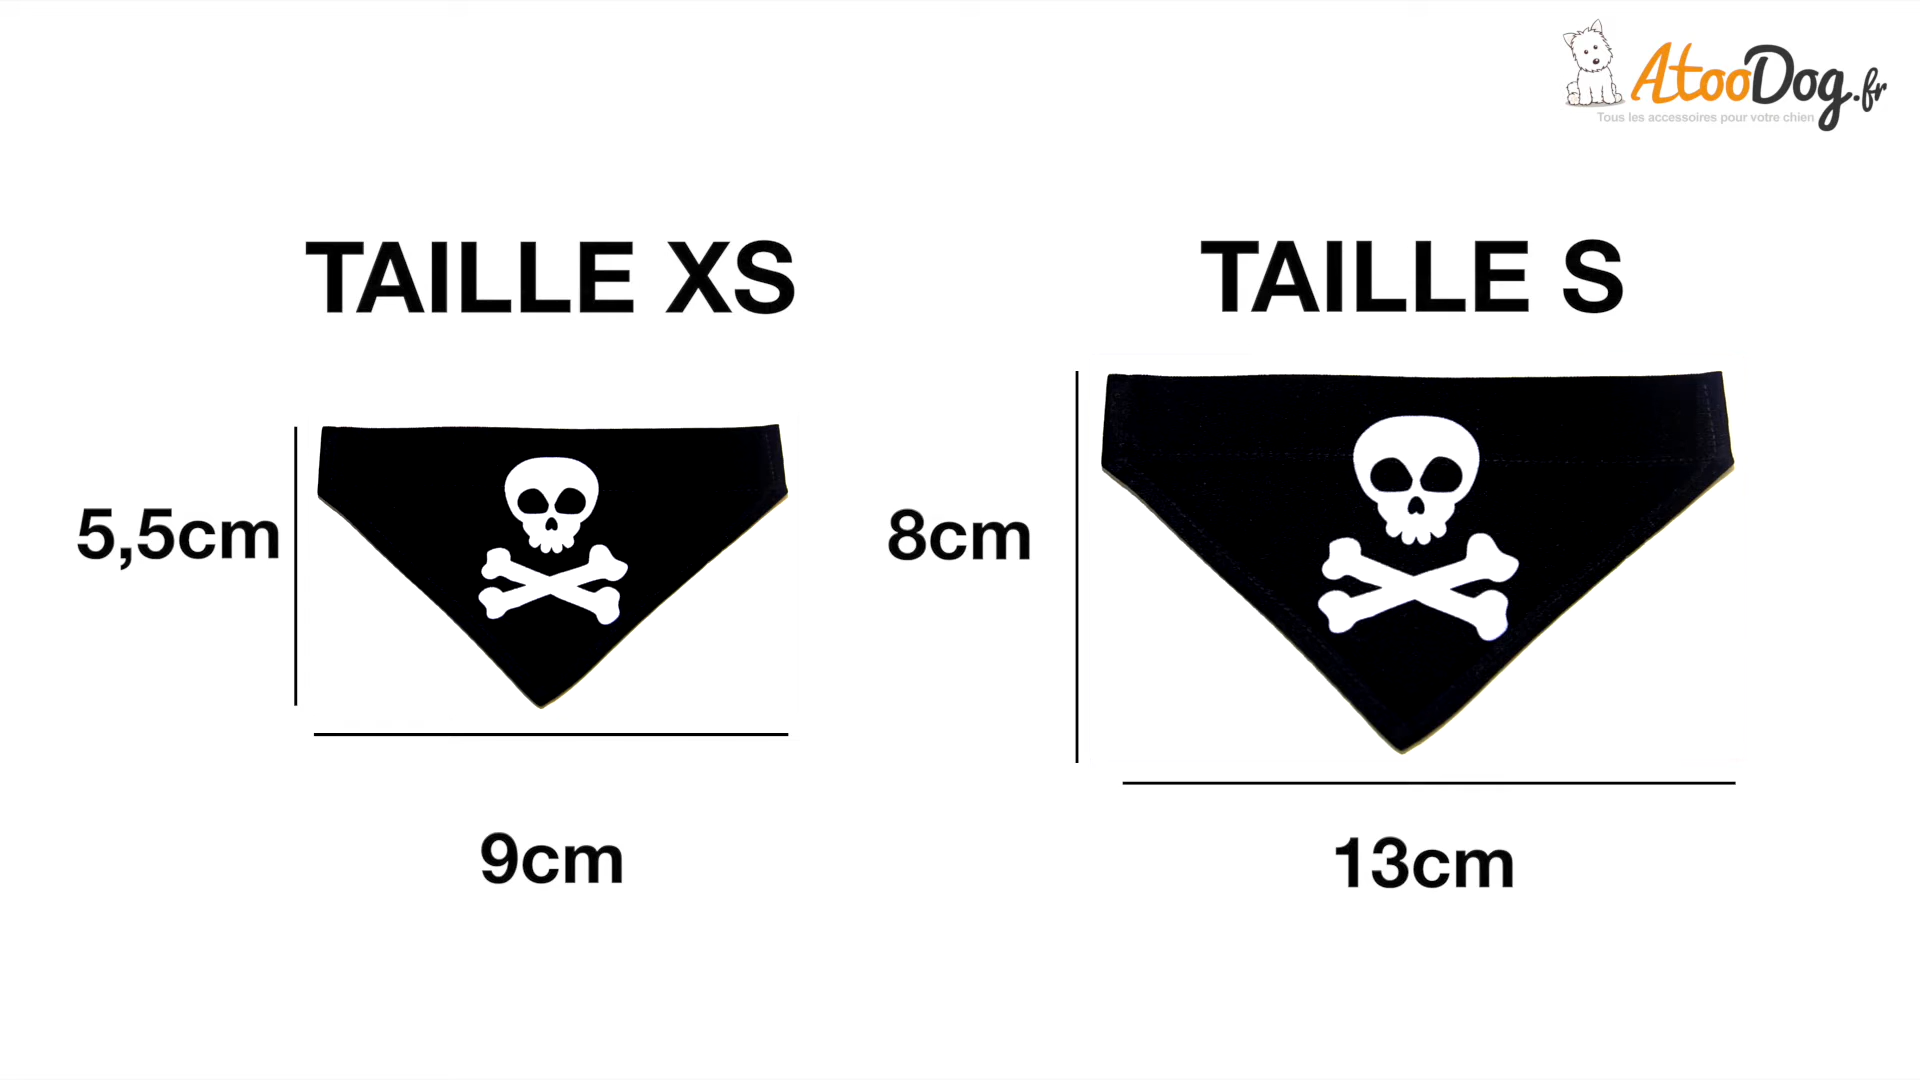 AtooDog.fr
Tous les accessoires pour votre chien
TAILLE XS
TAILLE S
5,5cm
8cm
9cm
13cm